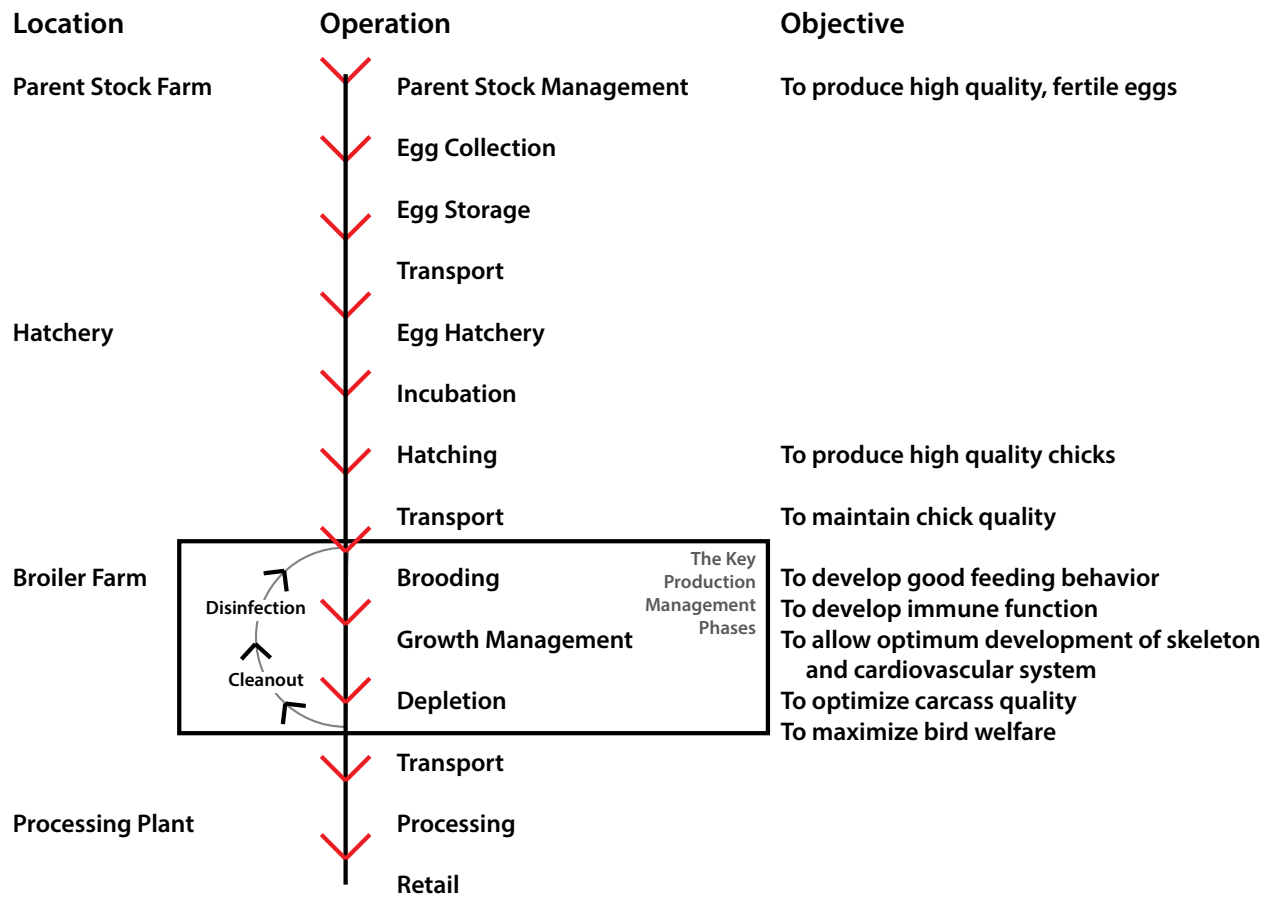 Location Operation Objective
Parent Stock Farm Parent Stock Management To produce high quality, fertile eggs
Egg Collection
Egg Storage
Transport
Hatchery Egg Hatchery
Incubation
Hatching To produce high quality chicks
Transport To maintain chick quality
The Key
Production
Management
Phases
Broiler Farm Brooding To develop good feeding behavior
Disinfection To develop immune function
Growth Management To allow optimum development of skeleton
and cardiovascular system
Cleanout
Depletion To optimize carcass quality
To maximize bird welfare
Transport
Processing Plant Processing
Retail